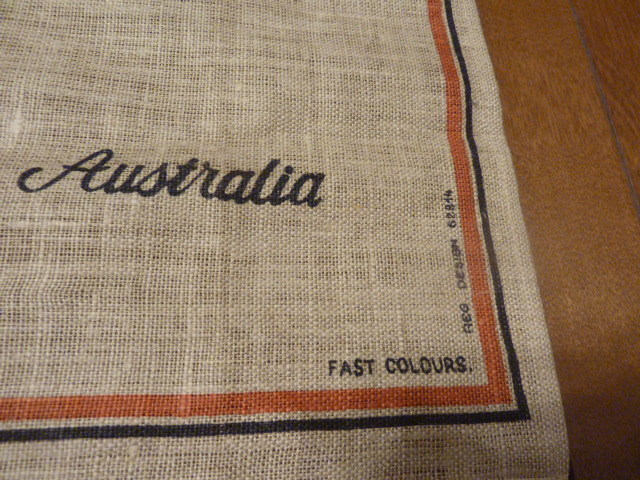 Australia
REG DESIGN 62814
FAST COLOURS.